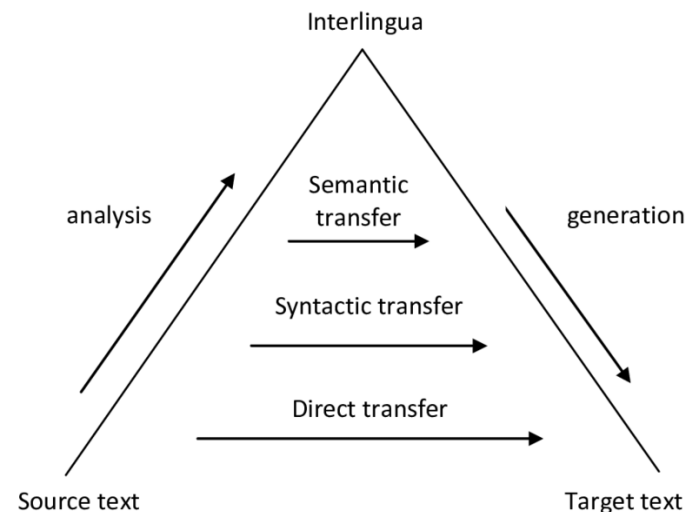 Interlingua
Semantic
transfer
analysis
generation
Syntactic transfer
Direct transfer
Source text
Target text